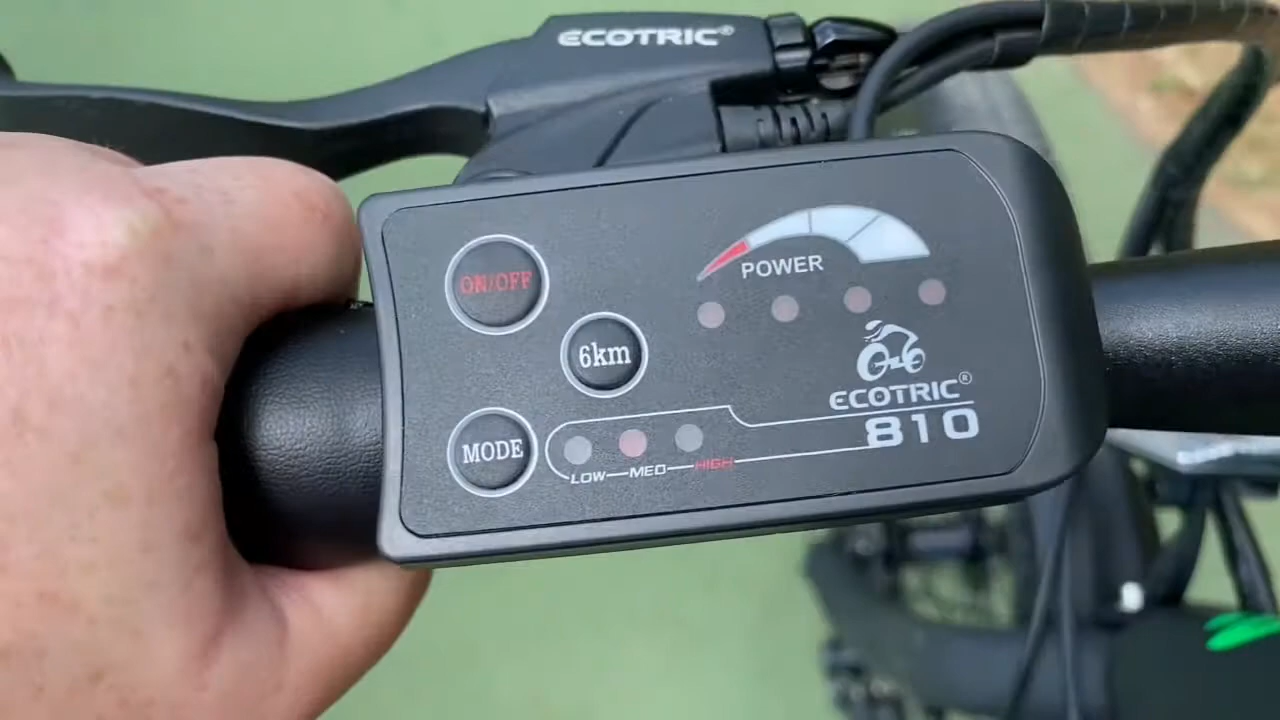 ECOTRIC®
ON/OFF
POWER
6km
ECOTRIC®
810
MODE
LOW MED HIGH